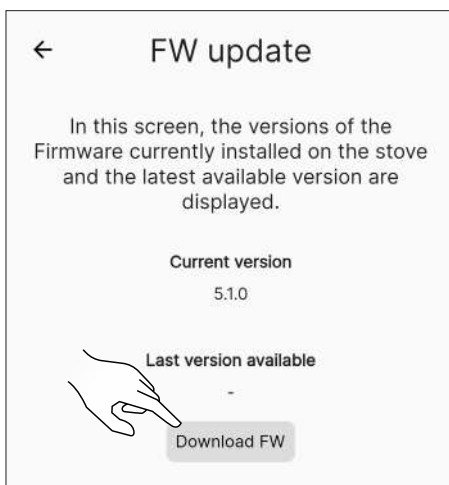 ← FW update
In this screen, the versions of the
Firmware currently installed on the stove
and the latest available version are
displayed.
Current version
5.1.0
Last version available
-
Download FW